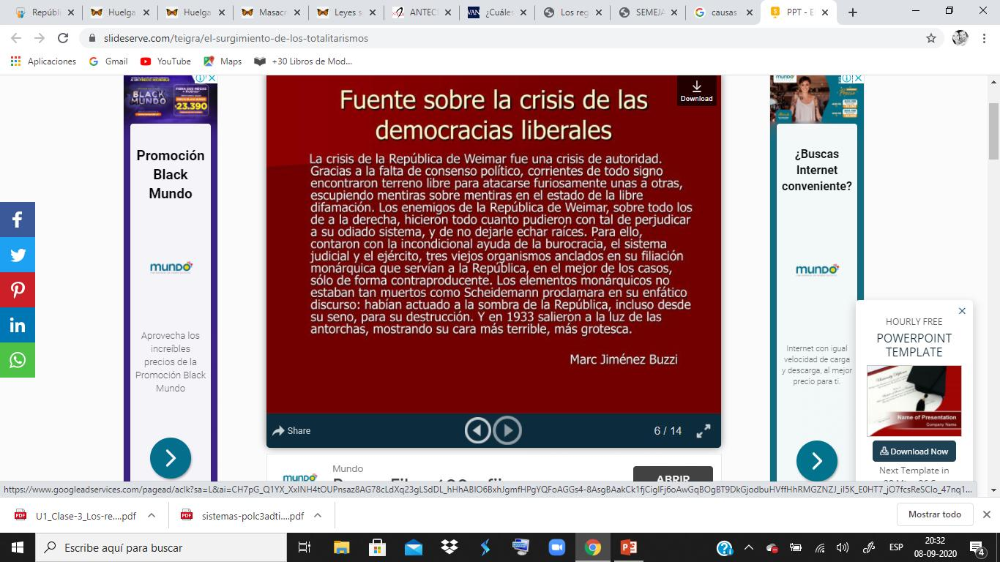 Repúbli
Huelga
Huelga
Masacr
Leyes s
ANTEC
¿Cuáles
Los reg
SEMEJA
causas
PPT - E
slideserve.com/teigra/el-surgimiento-de-los-totalitarismos
Aplicaciones
Gmail
YouTube
Maps
+30 Libros de Mod...
BLACK
MUNDO
$23.390
Promoción
Black
Mundo
mundo
Aprovecha los
increíbles
precios de la
Promoción Black
Mundo
Download
Fuente sobre la crisis de las
democracias liberales
La crisis de la República de Weimar fue una crisis de autoridad.
Gracias a la falta de consenso político, corrientes de todo signo
encontraron terreno libre para atacarse furiosamente unas a otras,
escupiendo mentiras sobre mentiras en el estado de la libre
difamación. Los enemigos de la República de Weimar, sobre todo los
de a la derecha, hicieron todo cuanto pudieron con tal de perjudicar
a su odiado sistema, y de no dejarle echar raíces. Para ello,
contaron con la incondicional ayuda de la burocracia, el sistema
judicial y el ejército, tres viejos organismos anclados en su filiación
monárquica que servían a la República, en el mejor de los casos,
sólo de forma contraproducente. Los elementos monárquicos no
estaban tan muertos como Scheidemann proclamara en su enfático
discurso: habían actuado a la sombra de la República, incluso desde
su seno, para su destrucción. Y en 1933 salieron a la luz de las
antorchas, mostrando su cara más terrible, más grotesca.
Marc Jiménez Buzzi
Share
6 / 14
mundo
Mundo
ABRIR
mundo
¿Buscas
Internet
conveniente?
mundo
Internet con igual
velocidad de carga
y descarga, al mejor
precio para ti.
HOURLY FREE
POWERPOINT
TEMPLATE
Name of Presentation
Company Name
Download Now
Next Template in
U1_Clase-3_Los-re....pdf
sistemas-polc3adti....pdf
Mostrar todo
Escribe aquí para buscar
ESP
20:32
08-09-2020
4